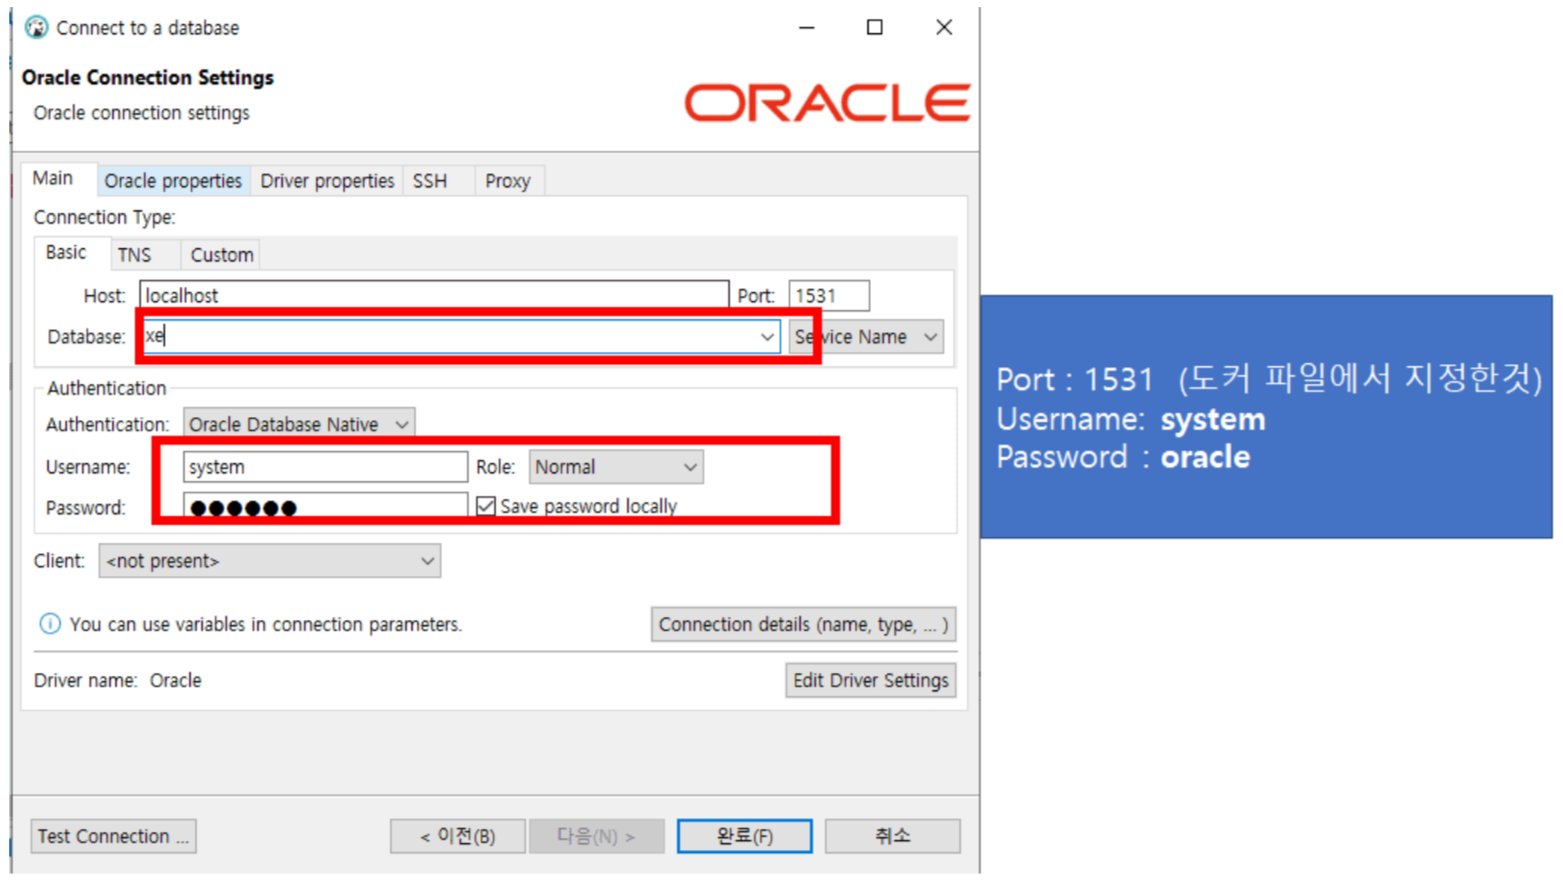 Connect to a database
Oracle Connection Settings
Oracle connection settings
ORACLE
Main Oracle properties Driver properties SSH Proxy
Connection Type:
Basic TNS Custom
Host: localhost Port: 1531
Database: xe Service Name
Authentication
Authentication: Oracle Database Native
Username: system Role: Normal
Password: ●●●●●● Save password locally
Client: <not present>
You can use variables in connection parameters. Connection details (name, type, ... )
Driver name: Oracle Edit Driver Settings
Test Connection ... < 이전(B) 다음(N) > 완료(F) 취소
Port : 1531 (도커 파일에서 지정한것)
Username: system
Password : oracle